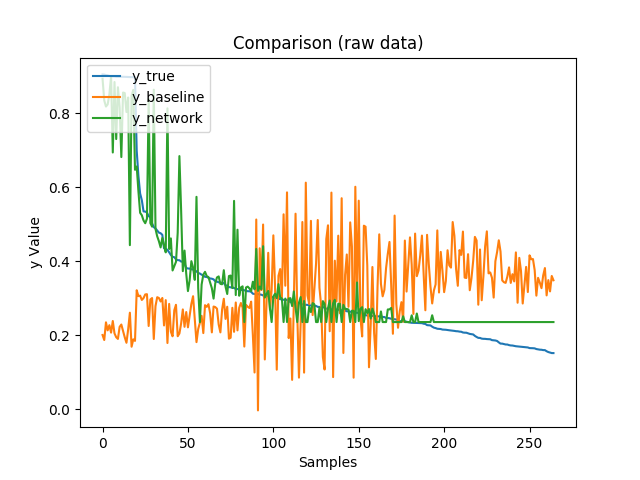 Comparison (raw data)
y_true
y_baseline
y_network
y Value
0.8
0.6
0.4
0.2
0.0
0 50 100 150 200 250
Samples